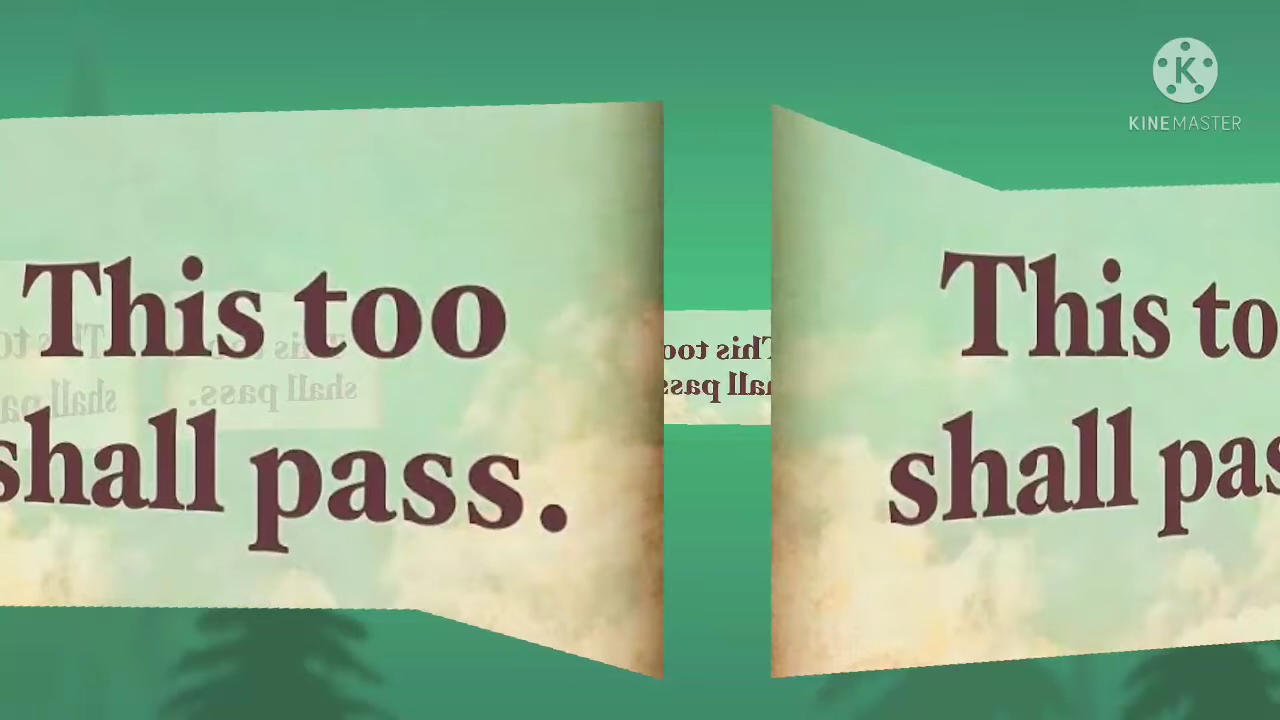 KINEMASTER
This too
shall pass.
This to
shall pas
This too
shall pass.